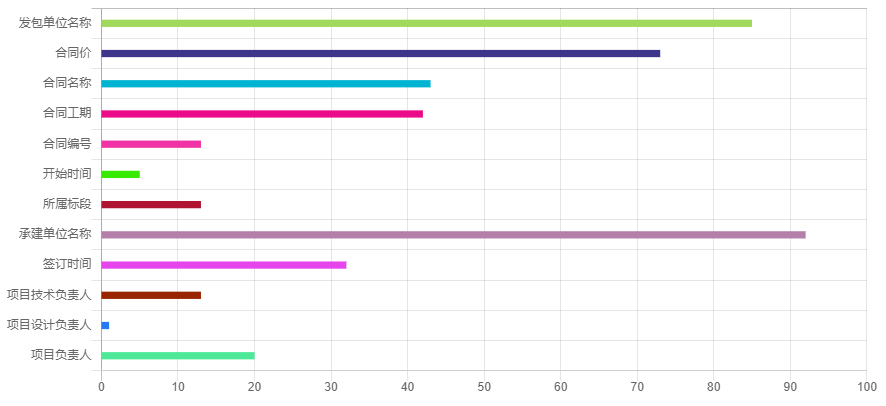 发包单位名称
合同价
合同名称
合同工期
合同编号
开始时间
所属标段
承建单位名称
签订时间
项目技术负责人
项目设计负责人
项目负责人
0 10 20 30 40 50 60 70 80 90 100